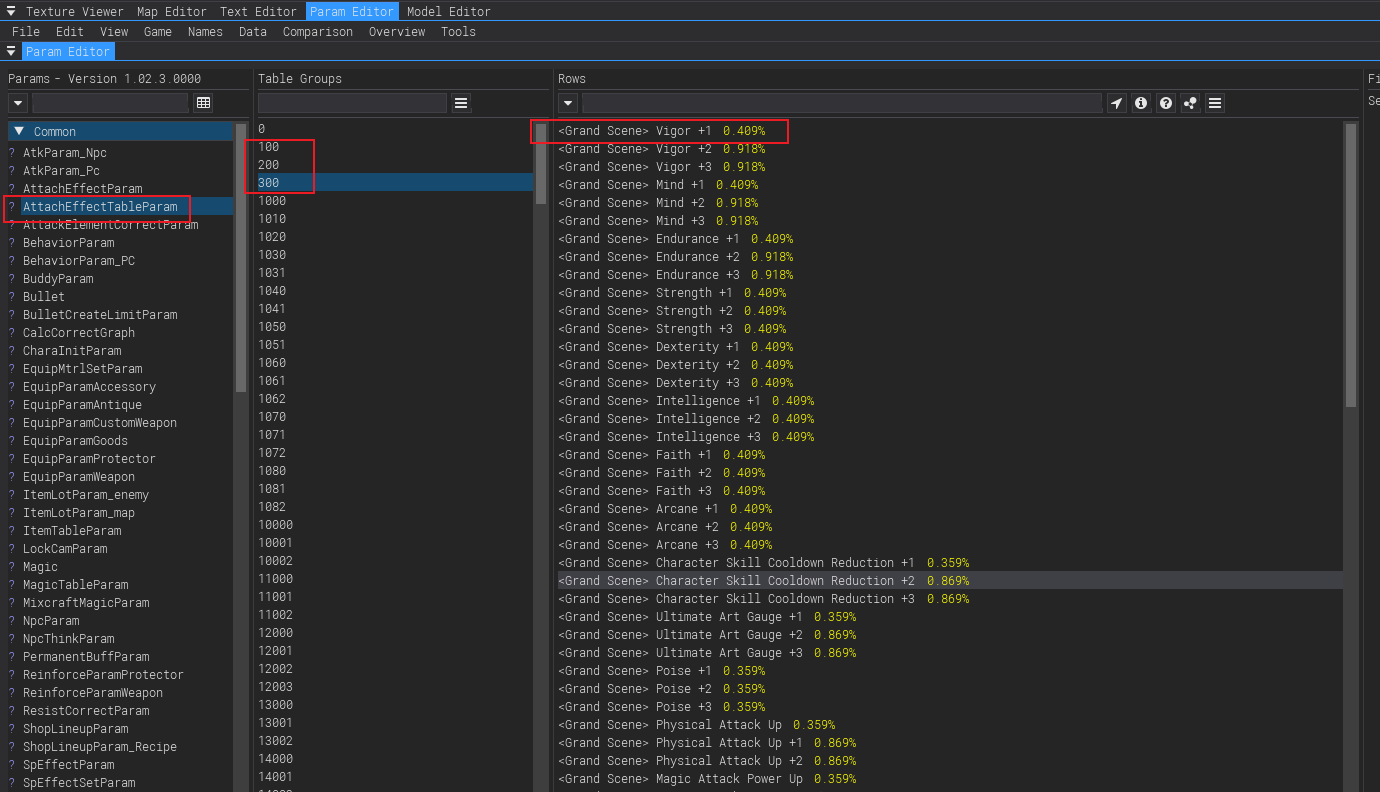 Texture Viewer Map Editor Text Editor Param Editor Model Editor
File Edit View Game Names Data Comparison Overview Tools
Param Editor
Params - Version 1.02.3.0000
Common
? AtkParam_Npc
? AtkParam_Pc
? AttachEffectParam
? AttachEffectTableParam
? AttackElementCorrectParam
? BehaviorParam
? BehaviorParam_PC
? BuddyParam
? Bullet
? BulletCreateLimitParam
? CalcCorrectGraph
? CharaInitParam
? EquipMtrlSetParam
? EquipParamAccessory
? EquipParamAntique
? EquipParamCustomWeapon
? EquipParamGoods
? EquipParamProtector
? EquipParamWeapon
? ItemLotParam_enemy
? ItemLotParam_map
? ItemTableParam
? LockCamParam
? Magic
? MagicTableParam
? MixcraftMagicParam
? NpcParam
? NpcThinkParam
? PermanentBuffParam
? ReinforceParamProtector
? ReinforceParamWeapon
? ResistCorrectParam
? ShopLineupParam
? ShopLineupParam_Recipe
? SpEffectParam
? SpEffectSetParam
Table Groups
0
100
200
300
1000
1010
1020
1030
1031
1040
1041
1050
1051
1060
1061
1062
1070
1071
1072
1080
1081
1082
10000
10001
10002
11000
11001
11002
12000
12001
12002
12003
13000
13001
13002
14000
14001
Rows
<Grand Scene> Vigor +1 0.409%
<Grand Scene> Vigor +2 0.918%
<Grand Scene> Vigor +3 0.918%
<Grand Scene> Mind +1 0.409%
<Grand Scene> Mind +2 0.918%
<Grand Scene> Mind +3 0.918%
<Grand Scene> Endurance +1 0.409%
<Grand Scene> Endurance +2 0.918%
<Grand Scene> Endurance +3 0.918%
<Grand Scene> Strength +1 0.409%
<Grand Scene> Strength +2 0.409%
<Grand Scene> Strength +3 0.409%
<Grand Scene> Dexterity +1 0.409%
<Grand Scene> Dexterity +2 0.409%
<Grand Scene> Dexterity +3 0.409%
<Grand Scene> Intelligence +1 0.409%
<Grand Scene> Intelligence +2 0.409%
<Grand Scene> Intelligence +3 0.409%
<Grand Scene> Faith +1 0.409%
<Grand Scene> Faith +2 0.409%
<Grand Scene> Faith +3 0.409%
<Grand Scene> Arcane +1 0.409%
<Grand Scene> Arcane +2 0.409%
<Grand Scene> Arcane +3 0.409%
<Grand Scene> Character Skill Cooldown Reduction +1 0.359%
<Grand Scene> Character Skill Cooldown Reduction +2 0.869%
<Grand Scene> Character Skill Cooldown Reduction +3 0.869%
<Grand Scene> Ultimate Art Gauge +1 0.359%
<Grand Scene> Ultimate Art Gauge +2 0.869%
<Grand Scene> Ultimate Art Gauge +3 0.869%
<Grand Scene> Poise +1 0.359%
<Grand Scene> Poise +2 0.359%
<Grand Scene> Poise +3 0.359%
<Grand Scene> Physical Attack Up 0.359%
<Grand Scene> Physical Attack Up +1 0.869%
<Grand Scene> Physical Attack Up +2 0.869%
<Grand Scene> Magic Attack Power Up 0.359%